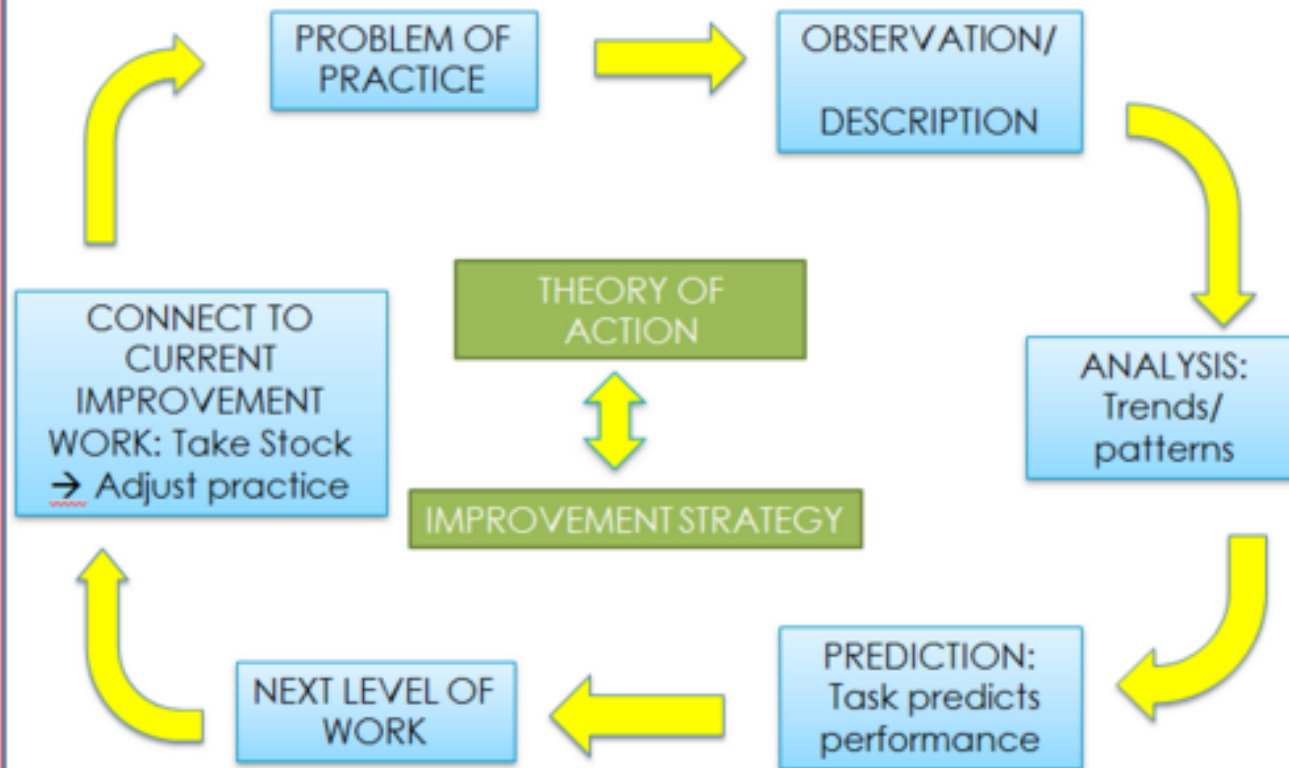 PROBLEM OF
PRACTICE
OBSERVATION/
DESCRIPTION
ANALYSIS:
Trends/
patterns
PREDICTION:
Task predicts
performance
NEXT LEVEL OF
WORK
CONNECT TO
CURRENT
IMPROVEMENT
WORK: Take Stock
→ Adjust practice
THEORY OF
ACTION
IMPROVEMENT STRATEGY